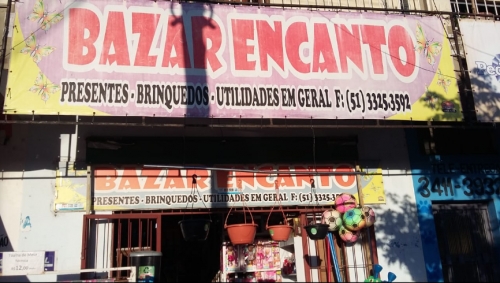 BAZAR ENCANTO
PRESENTES - BRINQUEDOS - UTILIDADES EM GERAL F: (51) 3325.3592
BAZAR ENCANTO
PRESENTES - BRINQUEDOS - UTILIDADES EM GERAL F: (51) 3325.